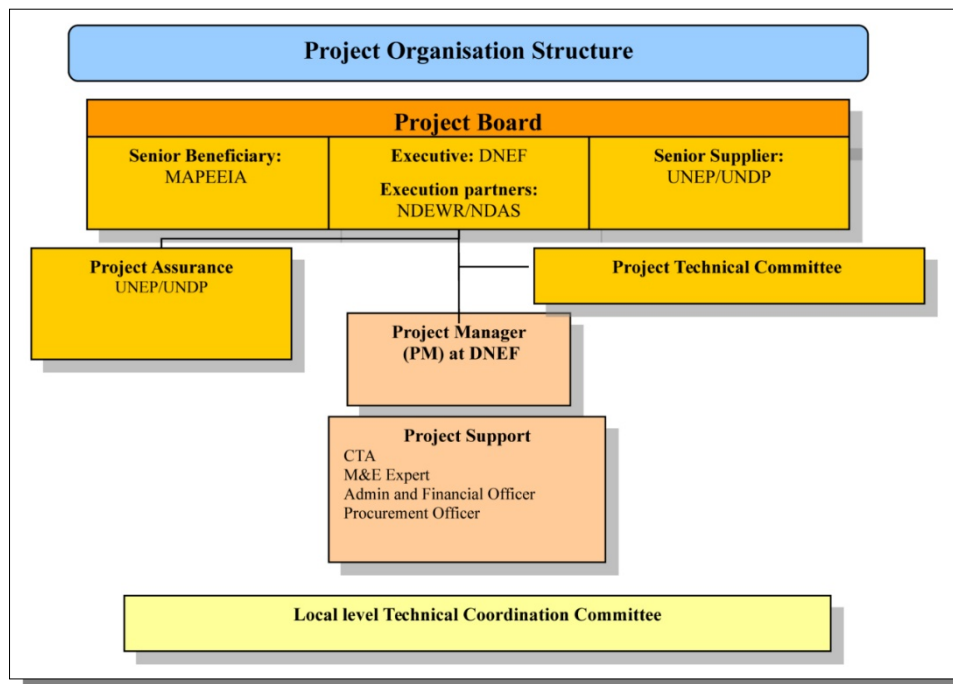 Project Organisation Structure
Project Board
Senior Beneficiary:
MAPEEIA
Executive: DNEF
Execution partners:
NDEWR/NDAS
Senior Supplier:
UNEP/UNDP
Project Assurance
UNEP/UNDP
Project Technical Committee
Project Manager
(PM) at DNEF
Project Support
CTA
M&E Expert
Admin and Financial Officer
Procurement Officer
Local level Technical Coordination Committee